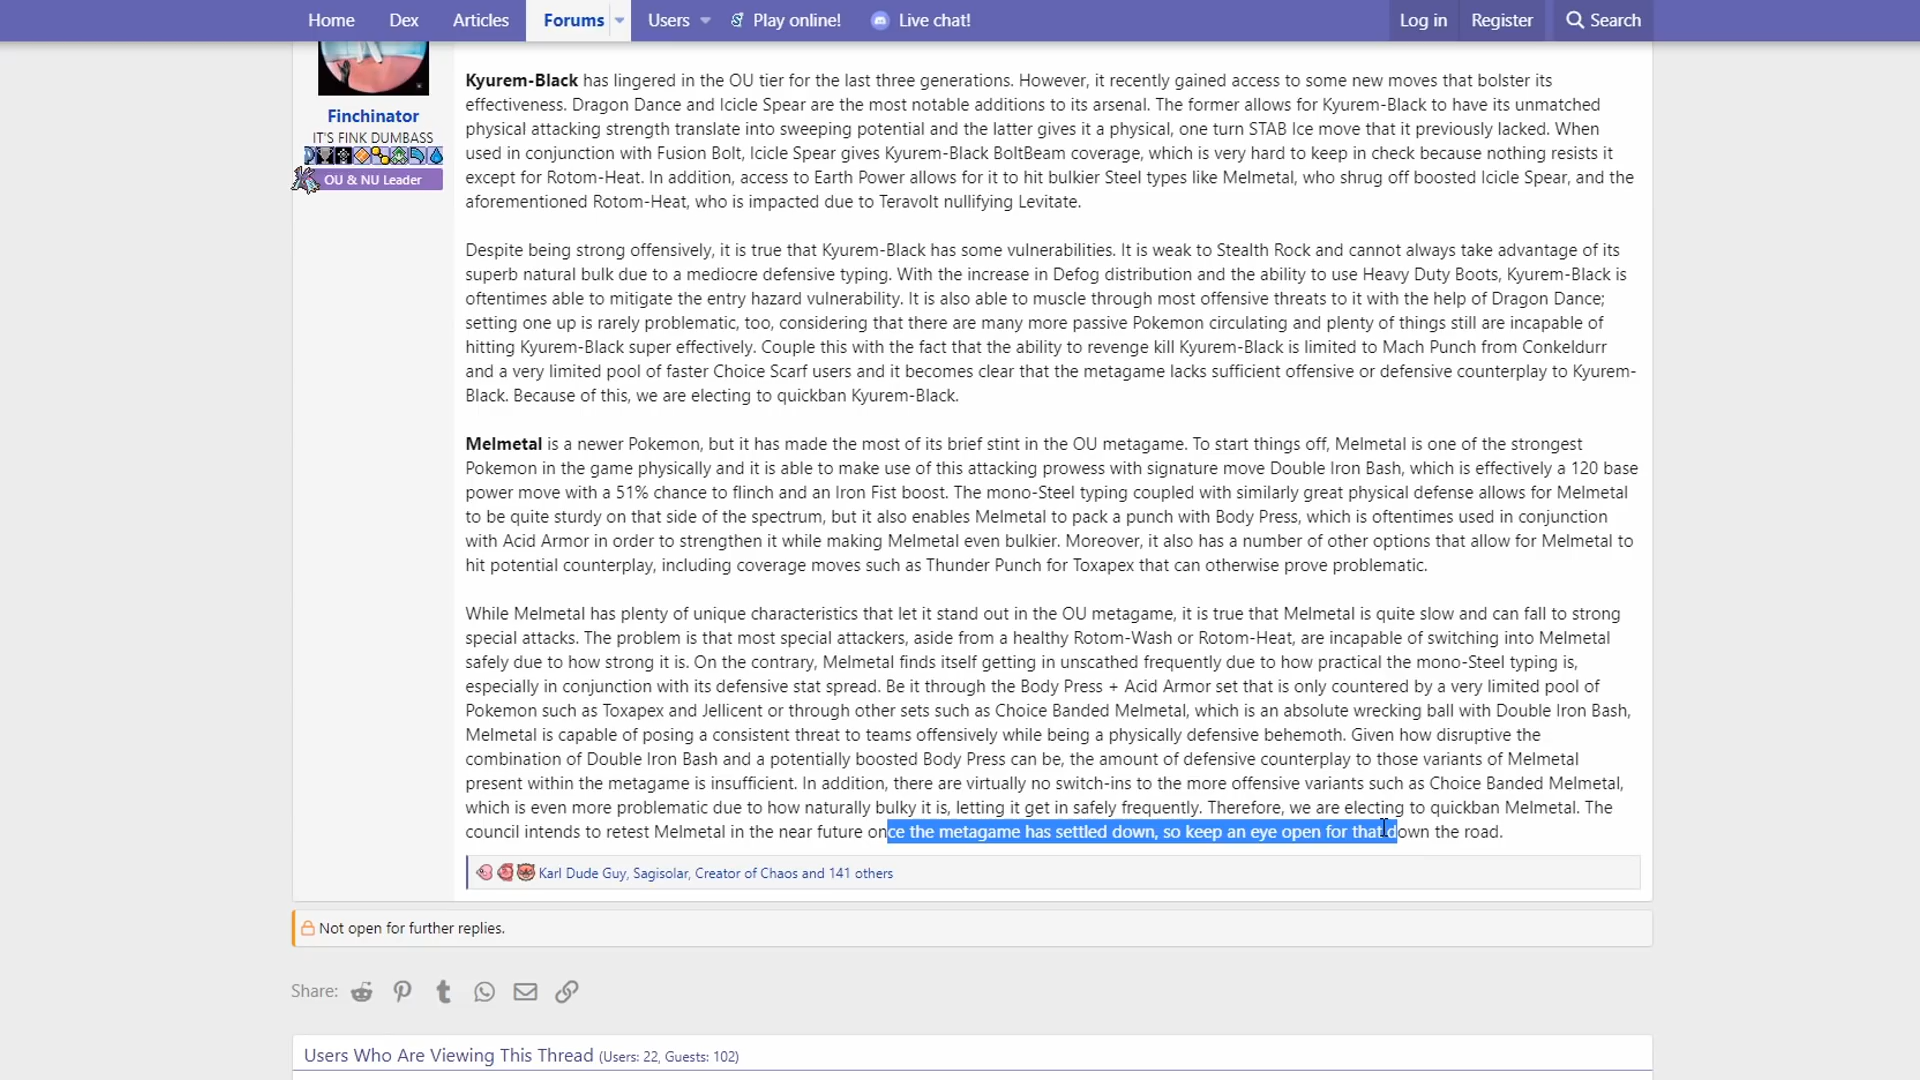 Home Dex Articles Forums Users Play online! Live chat! Log in Register Search
Finchinator
IT'S FINK DUMBASS
OU & NU Leader
Kyurem-Black has lingered in the OU tier for the last three generations. However, it recently gained access to some new moves that bolster its
effectiveness. Dragon Dance and Icicle Spear are the most notable additions to its arsenal. The former allows for Kyurem-Black to have its unmatched
physical attacking strength translate into sweeping potential and the latter gives it a physical, one turn STAB Ice move that it previously lacked. When
used in conjunction with Fusion Bolt, Icicle Spear gives Kyurem-Black BoltBeam coverage, which is very hard to keep in check because nothing resists it
except for Rotom-Heat. In addition, access to Earth Power allows for it to hit bulkier Steel types like Melmetal, who shrug off boosted Icicle Spear, and the
aforementioned Rotom-Heat, who is impacted due to Teravolt nullifying Levitate.
Despite being strong offensively, it is true that Kyurem-Black has some vulnerabilities. It is weak to Stealth Rock and cannot always take advantage of its
superb natural bulk due to a mediocre defensive typing. With the increase in Defog distribution and the ability to use Heavy Duty Boots, Kyurem-Black is
oftentimes able to mitigate the entry hazard vulnerability. It is also able to muscle through most offensive threats to it with the help of Dragon Dance;
setting one up is rarely problematic, too, considering that there are many more passive Pokemon circulating and plenty of things still are incapable of
hitting Kyurem-Black super effectively. Couple this with the fact that the ability to revenge kill Kyurem-Black is limited to Mach Punch from Conkeldurr
and a very limited pool of faster Choice Scarf users and it becomes clear that the metagame lacks sufficient offensive or defensive counterplay to Kyurem-
Black. Because of this, we are electing to quickban Kyurem-Black.
Melmetal is a newer Pokemon, but it has made the most of its brief stint in the OU metagame. To start things off, Melmetal is one of the strongest
Pokemon in the game physically and it is able to make use of this attacking prowess with signature move Double Iron Bash, which is effectively a 120 base
power move with a 51% chance to flinch and an Iron Fist boost. The mono-Steel typing coupled with similarly great physical defense allows for Melmetal
to be quite sturdy on that side of the spectrum, but it also enables Melmetal to pack a punch with Body Press, which is oftentimes used in conjunction
with Acid Armor in order to strengthen it while making Melmetal even bulkier. Moreover, it also has a number of other options that allow for Melmetal to
hit potential counterplay, including coverage moves such as Thunder Punch for Toxapex that can otherwise prove problematic.
While Melmetal has plenty of unique characteristics that let it stand out in the OU metagame, it is true that Melmetal is quite slow and can fall to strong
special attacks. The problem is that most special attackers, aside from a healthy Rotom-Wash or Rotom-Heat, are incapable of switching into Melmetal
safely due to how strong it is. On the contrary, Melmetal finds itself getting in unscathed frequently due to how practical the mono-Steel typing is,
especially in conjunction with its defensive stat spread. Be it through the Body Press + Acid Armor set that is only countered by a very limited pool of
Pokemon such as Toxapex and Jellicent or through other sets such as Choice Banded Melmetal, which is an absolute wrecking ball with Double Iron Bash,
Melmetal is capable of posing a consistent threat to teams offensively while being a physically defensive behemoth. Given how disruptive the
combination of Double Iron Bash and a potentially boosted Body Press can be, the amount of defensive counterplay to those variants of Melmetal
present within the metagame is insufficient. In addition, there are virtually no switch-ins to the more offensive variants such as Choice Banded Melmetal,
which is even more problematic due to how naturally bulky it is, letting it get in safely frequently. Therefore, we are electing to quickban Melmetal. The
council intends to retest Melmetal in the near future once the metagame has settled down, so keep an eye open for that down the road.
Karl Dude Guy, Sagisolar, Creator of Chaos and 141 others
Not open for further replies.
Share:
Users Who Are Viewing This Thread (Users: 22, Guests: 102)